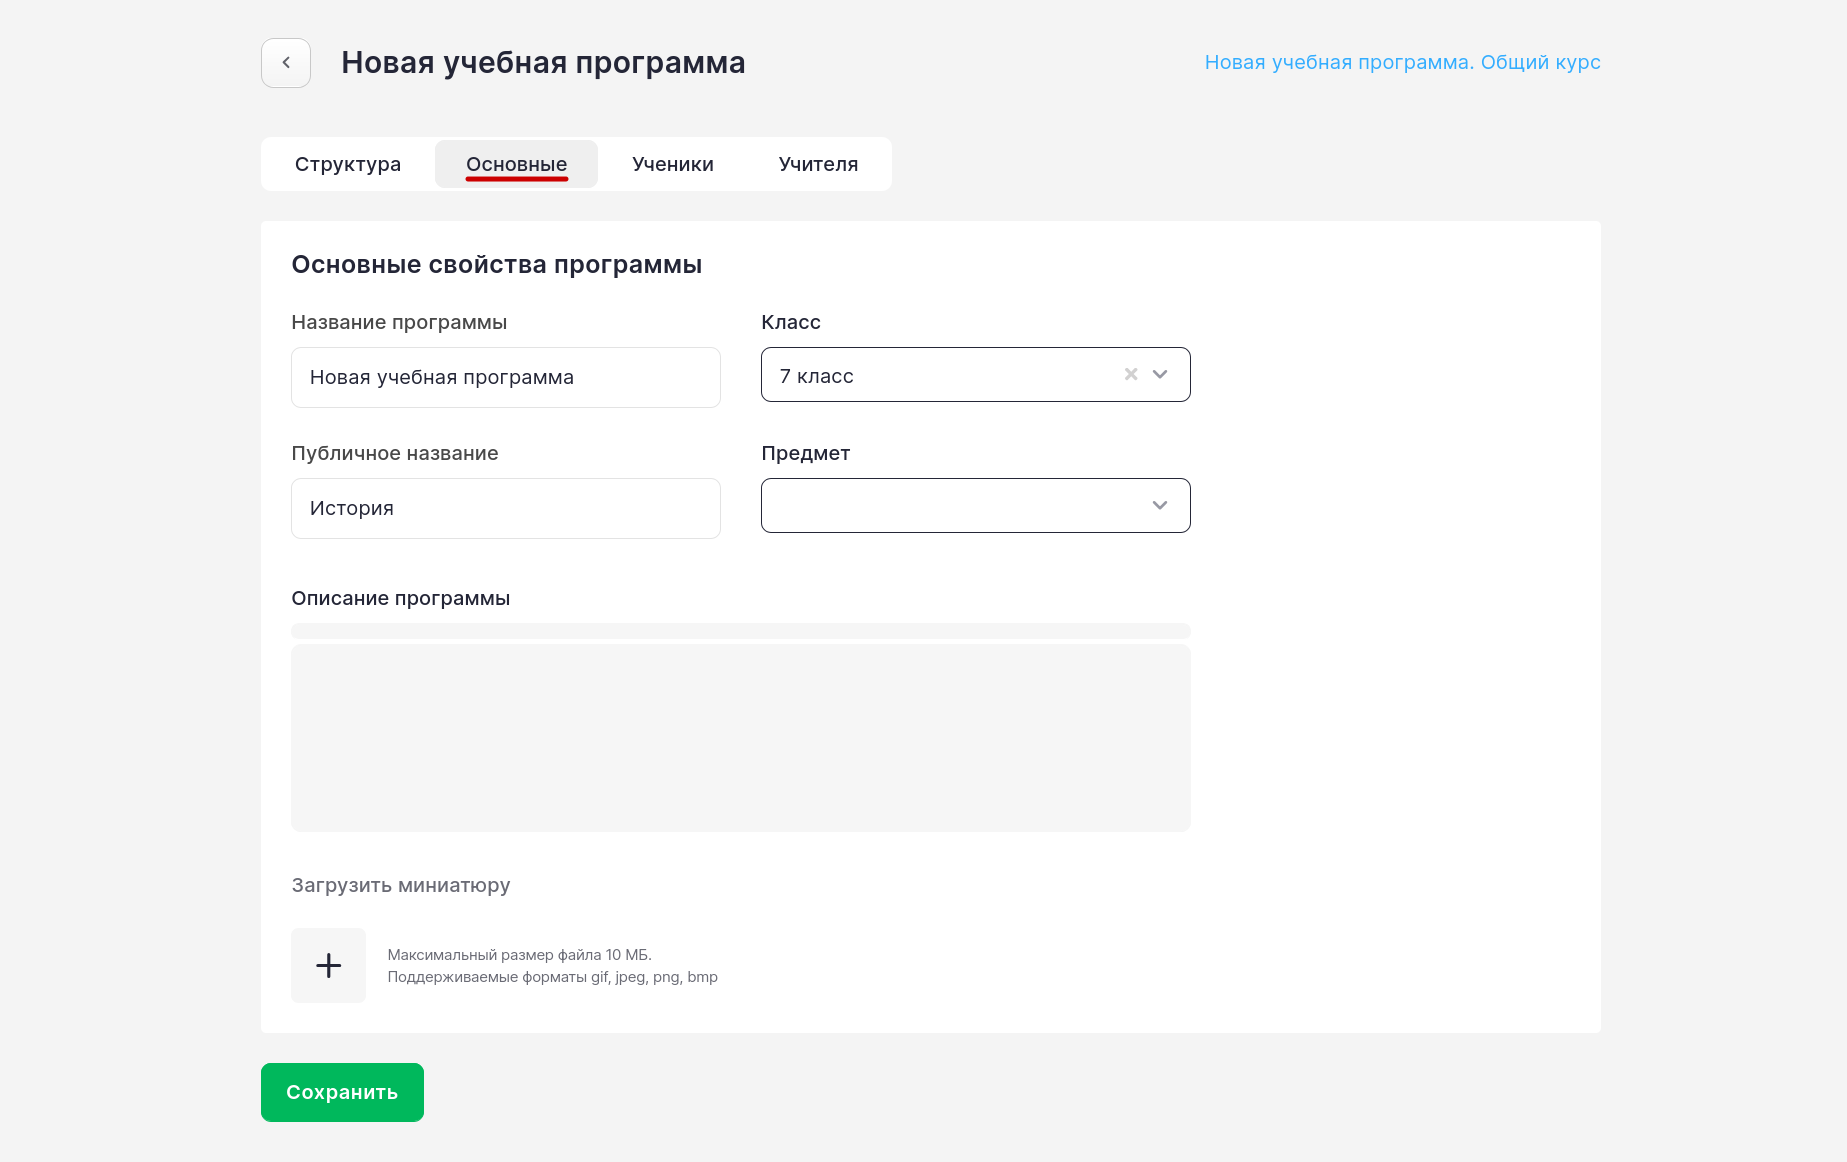 Новая учебная программа
Новая учебная программа. Общий курс
Структура
Основные
Ученики
Учителя
Основные свойства программы
Название программы
Класс
Новая учебная программа
7 класс
Публичное название
Предмет
История
Описание программы
Загрузить миниатюру
Максимальный размер файла 10 МБ.
Поддерживаемые форматы gif, jpeg, png, bmp
Сохранить